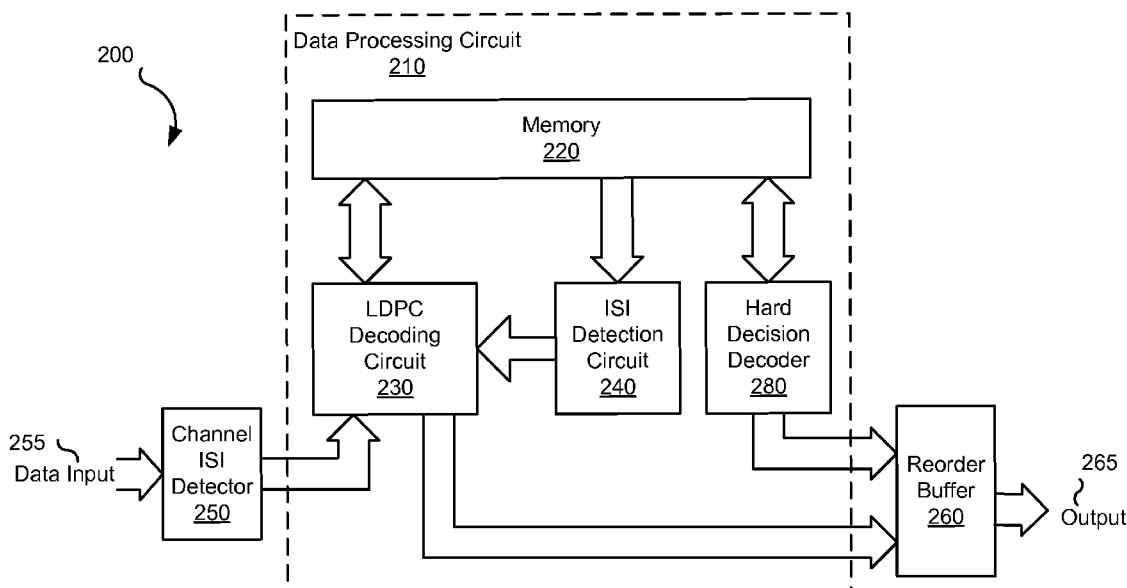 Data Processing Circuit
210
200
Memory
220
LDPC
Decoding
Circuit
230
ISI
Detection
Circuit
240
Hard
Decision
Decoder
280
255
Data Input
Channel
ISI
Detector
250
Reorder
Buffer
260
265
Output